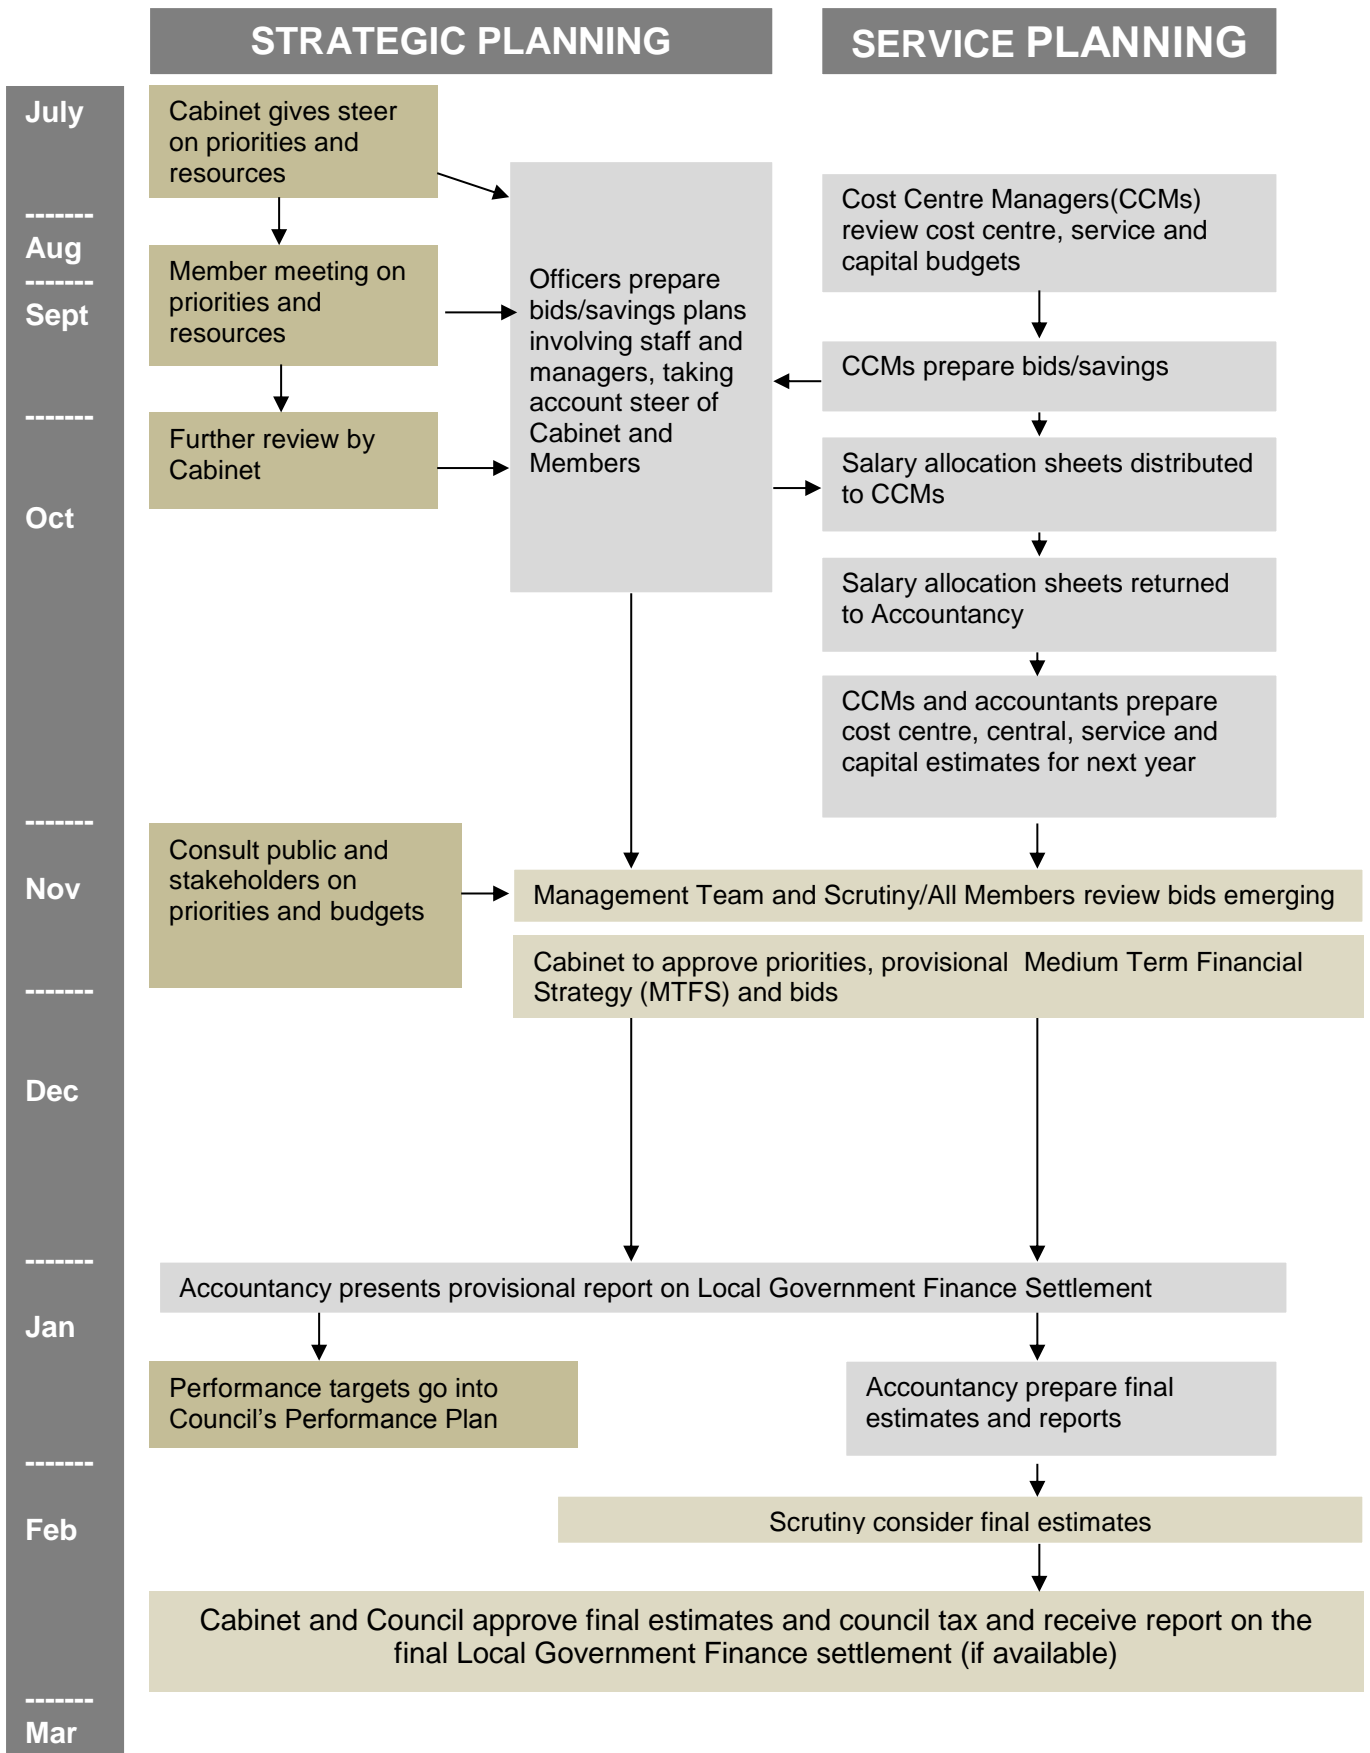 STRATEGIC PLANNING
SERVICE PLANNING
July
-------
Aug
-------
Sept
-------
Oct
-------
Nov
-------
Dec
-------
Jan
-------
Feb
-------
Mar
Cabinet gives steer
on priorities and
resources
Member meeting on
priorities and
resources
Further review by
Cabinet
Officers prepare
bids/savings plans
involving staff and
managers, taking
account steer of
Cabinet and
Members
Cost Centre Managers(CCMs)
review cost centre, service and
capital budgets
CCMs prepare bids/savings
Salary allocation sheets distributed
to CCMs
Salary allocation sheets returned
to Accountancy
CCMs and accountants prepare
cost centre, central, service and
capital estimates for next year
Consult public and
stakeholders on
priorities and budgets
Management Team and Scrutiny/All Members review bids emerging
Cabinet to approve priorities, provisional  Medium Term Financial
Strategy (MTFS) and bids
Accountancy presents provisional report on Local Government Finance Settlement
Performance targets go into
Council's Performance Plan
Accountancy prepare final
estimates and reports
Scrutiny consider final estimates
Cabinet and Council approve final estimates and council tax and receive report on the
final Local Government Finance settlement (if available)